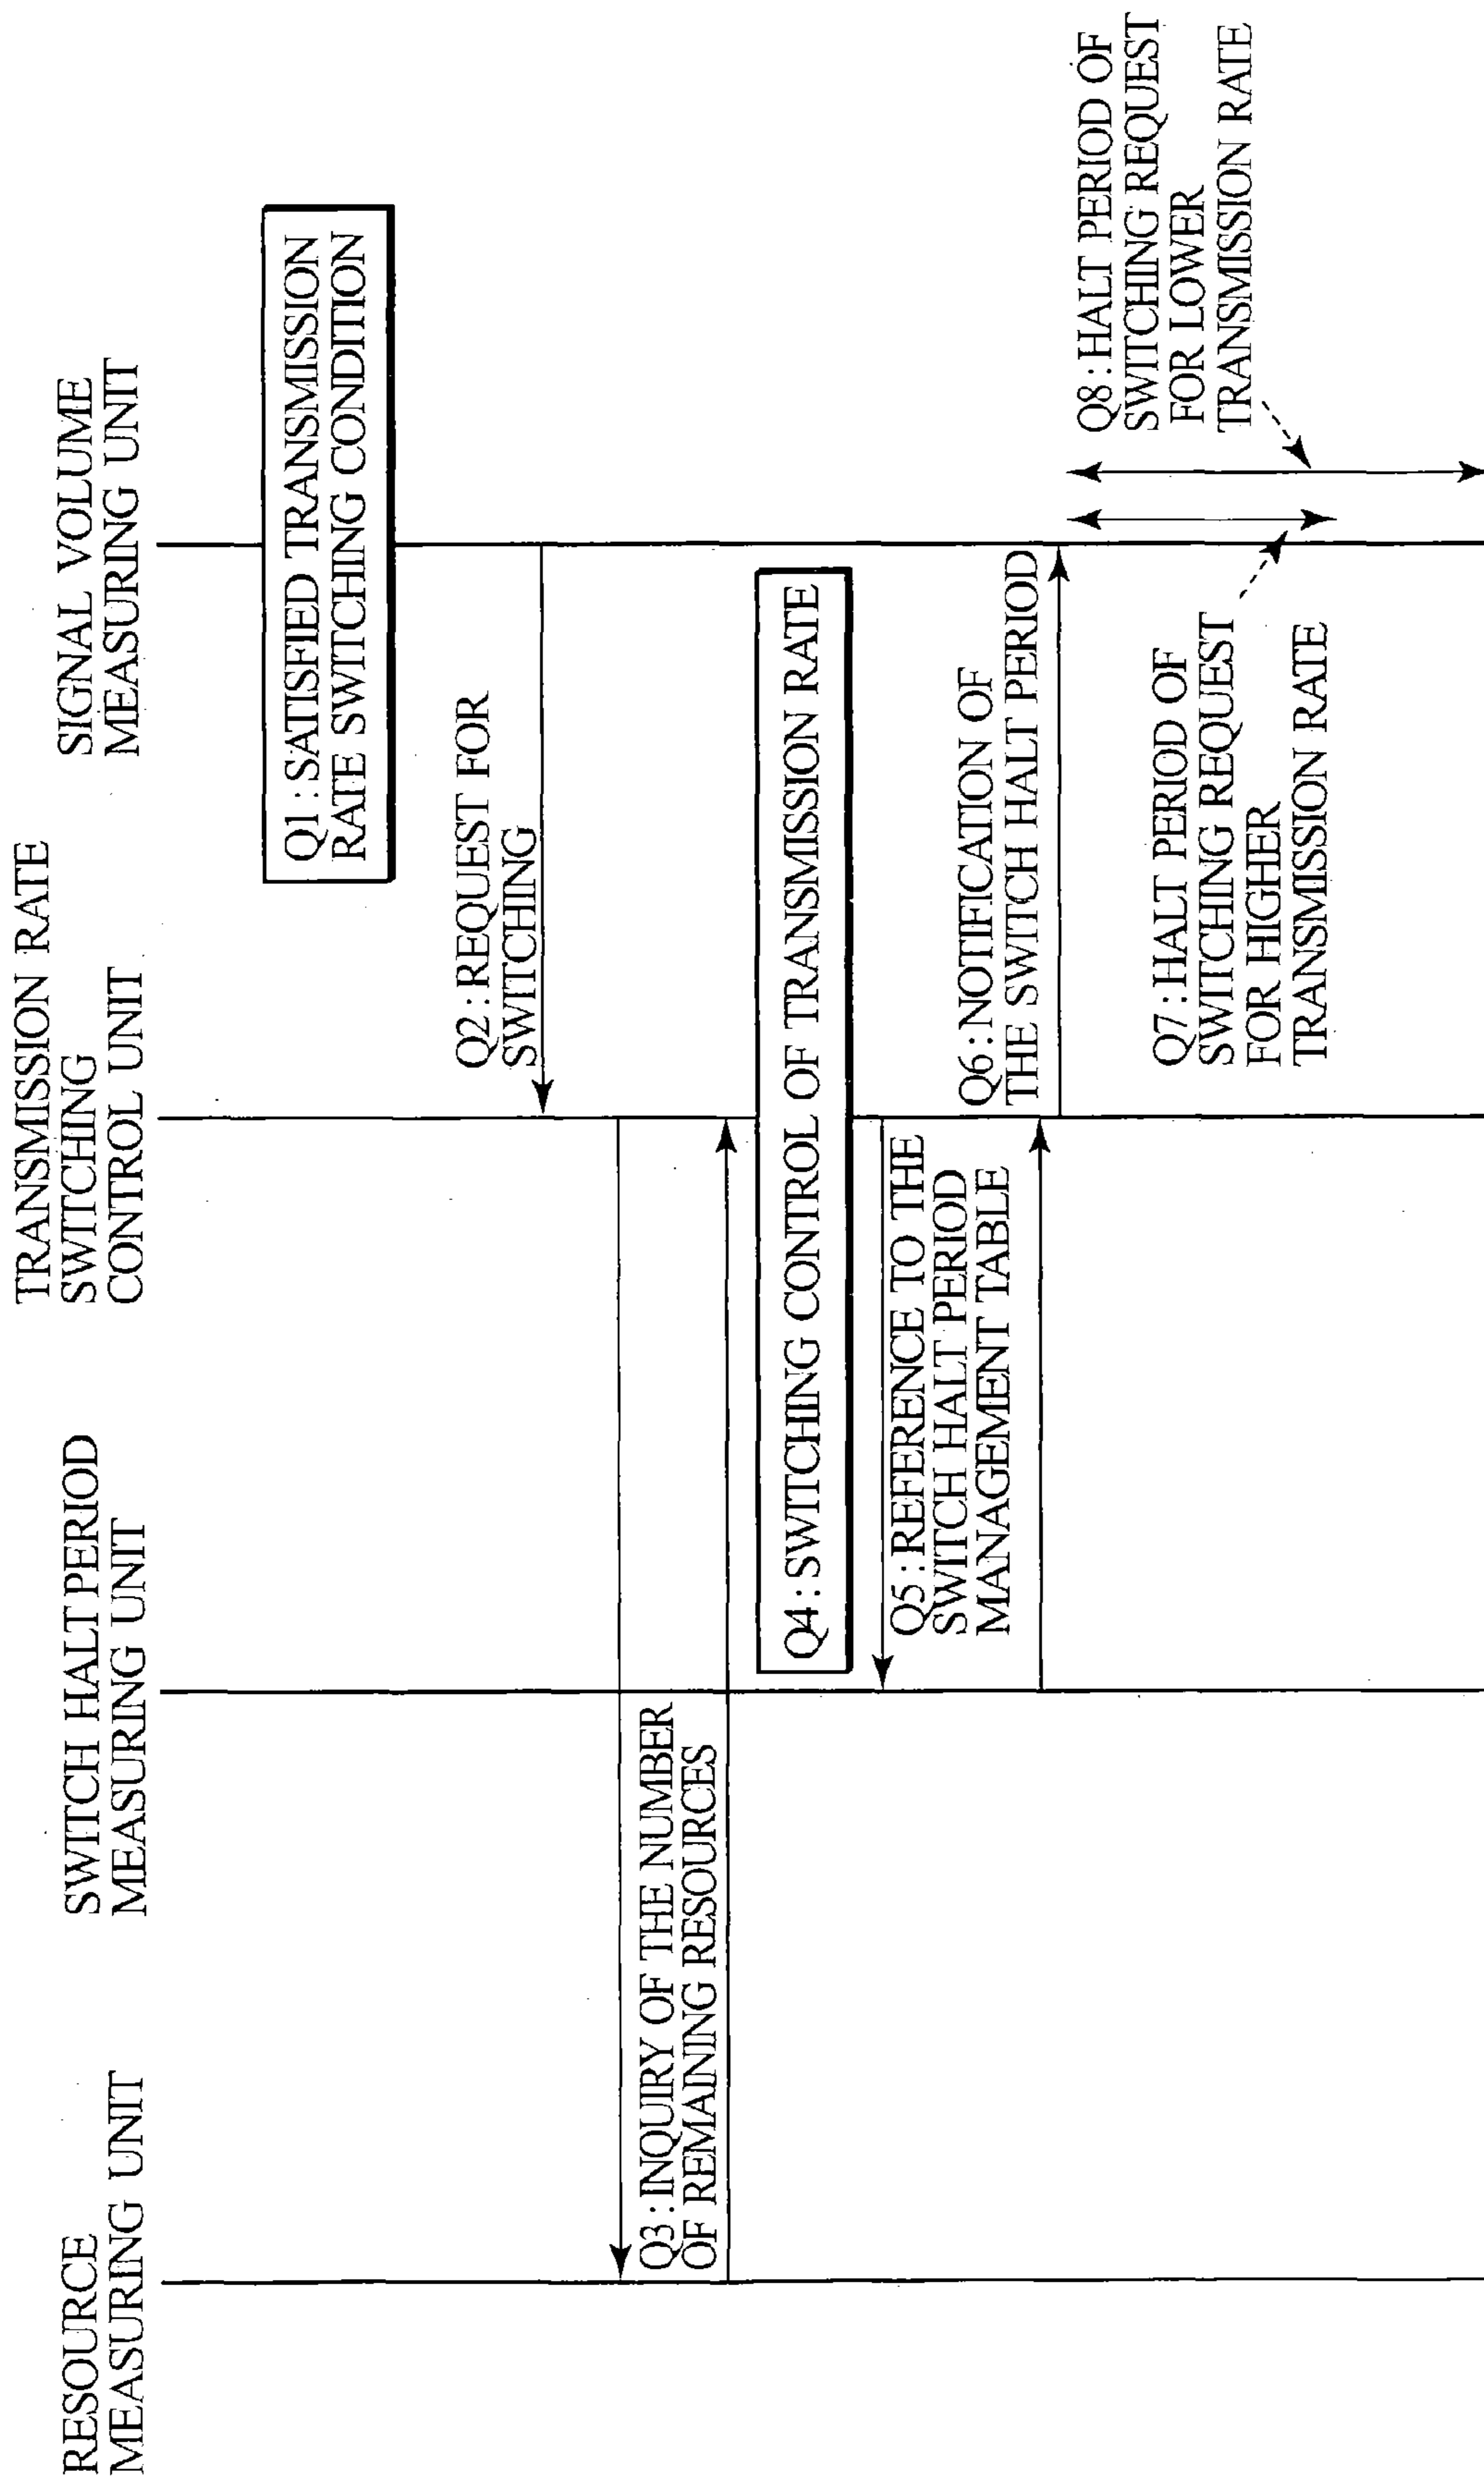 RESOURCE
MEASURING UNIT
SWITCH HALT PERIOD
MEASURING UNIT
TRANSMISSION RATE
SWITCHING
CONTROL UNIT
SIGNAL VOLUME
MEASURING UNIT
Q1 : SATISFIED TRANSMISSION
RATE SWITCHING CONDITION
Q2 : REQUEST FOR
SWITCHING
Q3 : INQUIRY OF THE NUMBER
OF REMAINING RESOURCES
Q4 : SWITCHING CONTROL OF TRANSMISSION RATE
Q5 : REFERENCE TO THE
SWITCH HALT PERIOD
MANAGEMENT TABLE
Q6 : NOTIFICATION OF
THE SWITCH HALT PERIOD
Q7 : HALT PERIOD OF
SWITCHING REQUEST
FOR HIGHER
TRANSMISSION RATE
Q8 : HALT PERIOD OF
SWITCHING REQUEST
FOR LOWER
TRANSMISSION RATE